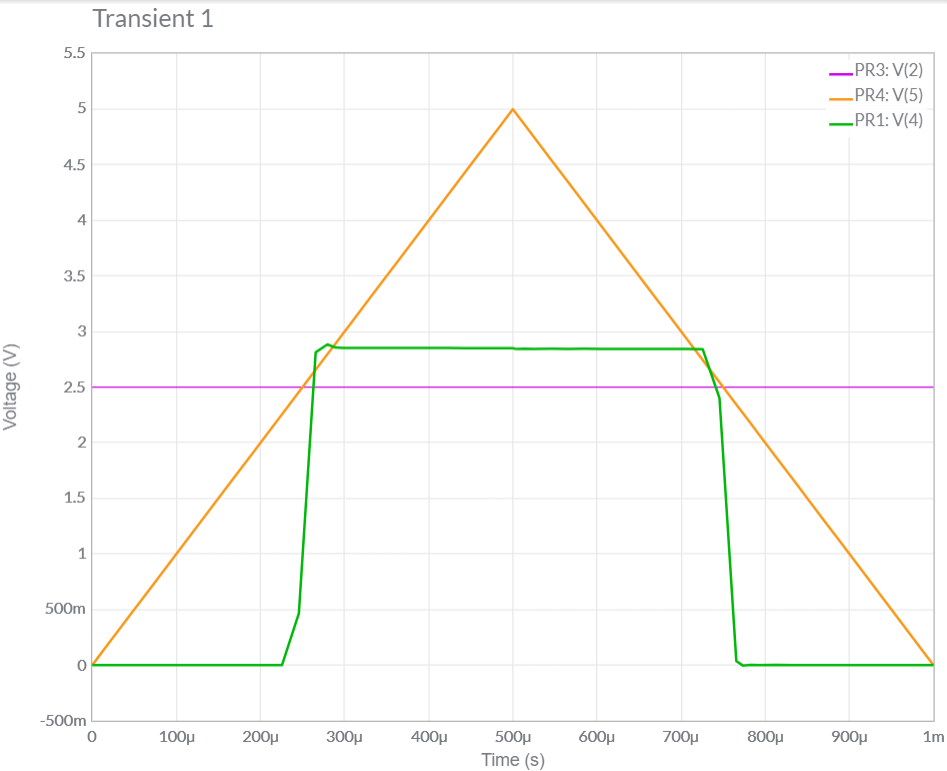 Transient 1
5.5
PR3: V(2)
5
PR4: V(5)
PR1: V(4)
4.5
4
3.5
3
2.5
2
1.5
1
500m
0
-500m
Voltage (V)
0 100µ 200µ 300µ 400µ 500µ 600µ 700µ 800µ 900µ 1m
Time (s)